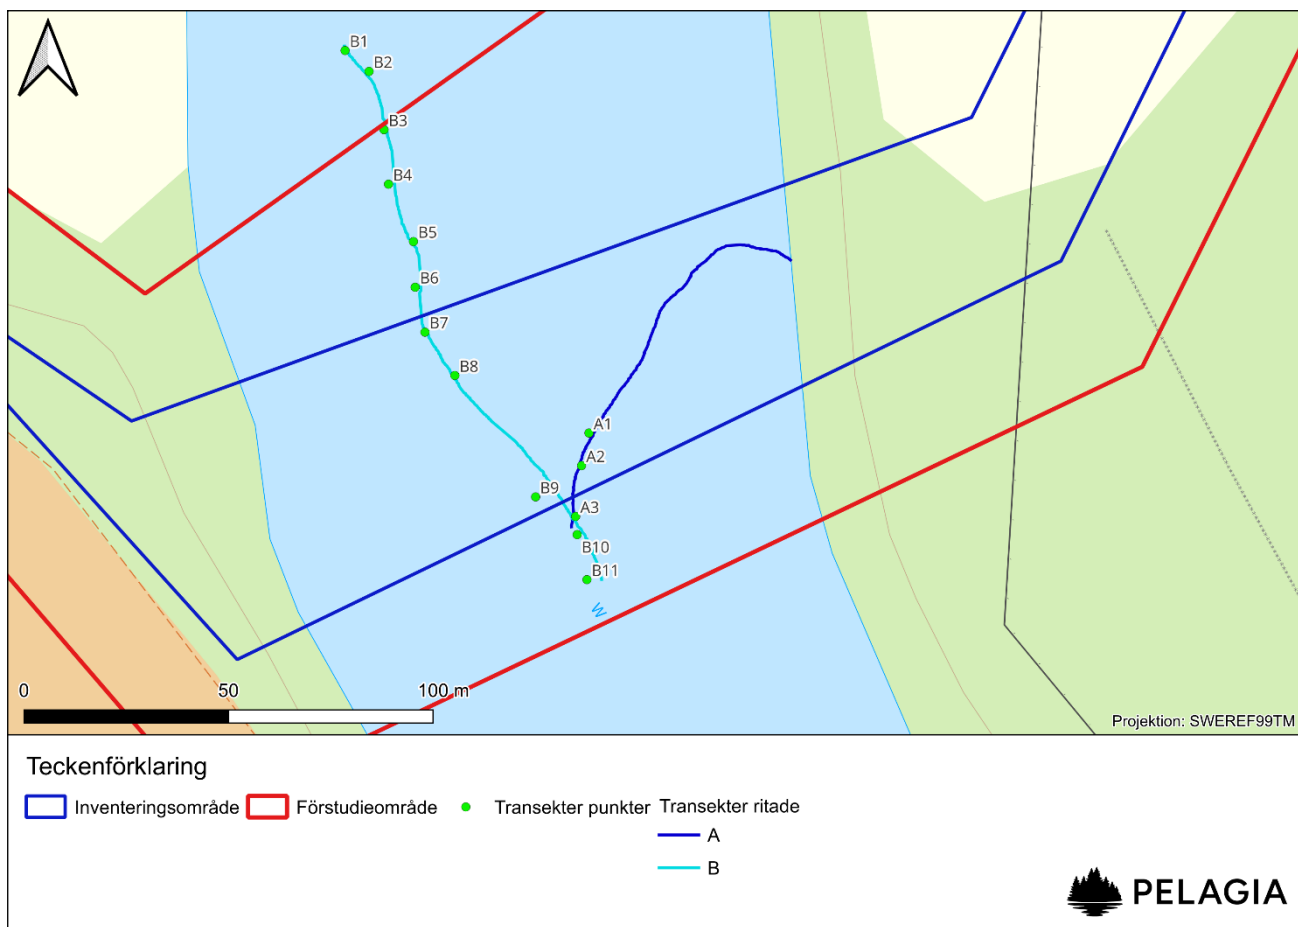 B1
B2
B3
B4
B5
B6
B7
B8
A1
A2
B9
A3
B10
B11
W
0 50 100 m
Projektion: SWEREF99TM
Teckenförklaring
Inventeringsområde Förstudieområde Transekter punkter Transekter ritade
A
B
PELAGIA